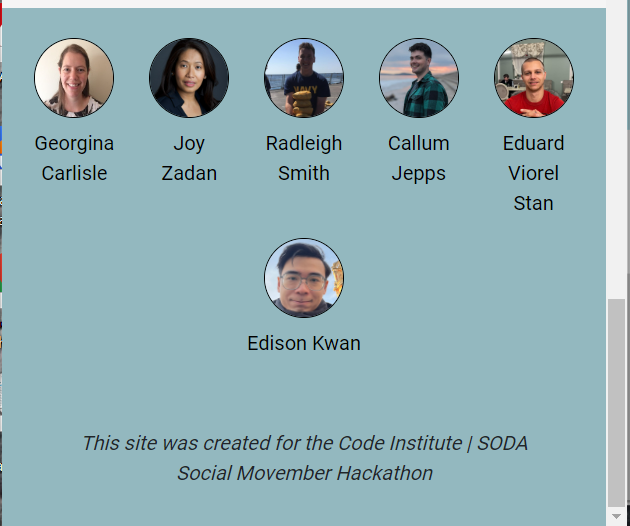 Georgina Carlisle
Joy Zadan
Radleigh Smith
Callum Jepps
Eduard Viorel Stan
Edison Kwan
This site was created for the Code Institute | SODA
Social Movember Hackathon